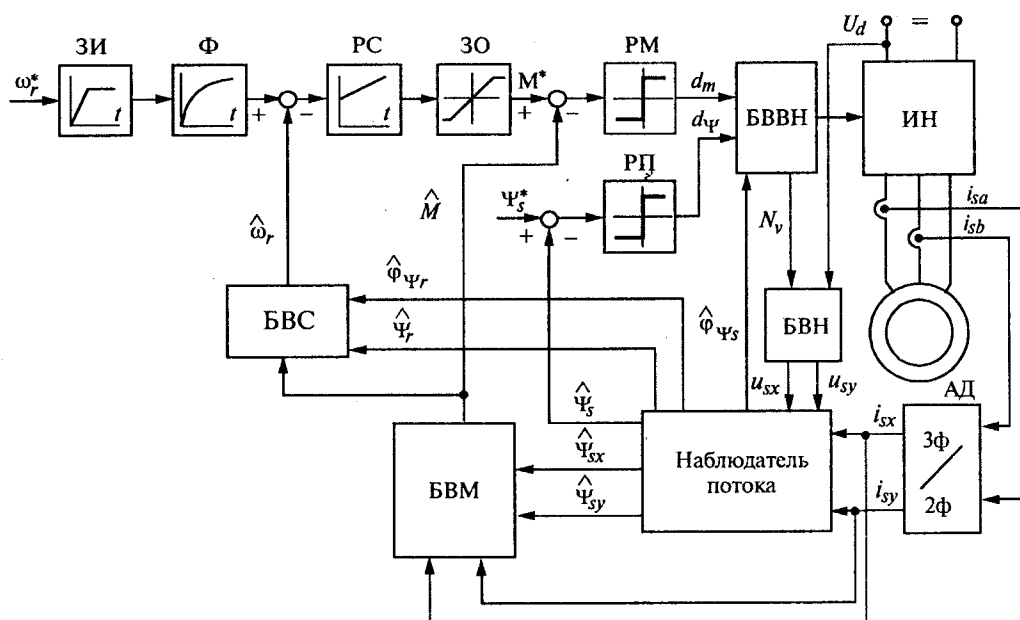 U_d =
ЗИ Ф РС ЗО РМ
ω_r^* t t + − t M^* + − d_m
БВВН ИН
d_Ψ
РП
Ψ_s^* + −
M̂
ω̂_r
N_v
i_sa
i_sb
φ̂_Ψr
БВС
Ψ̂_r
φ̂_Ψs
БВН
u_sx u_sy
АД
Ψ̂_s
i_sx
3ф
Ψ̂_sx
Наблюдатель
потока
БВМ
Ψ̂_sy
i_sy
2ф